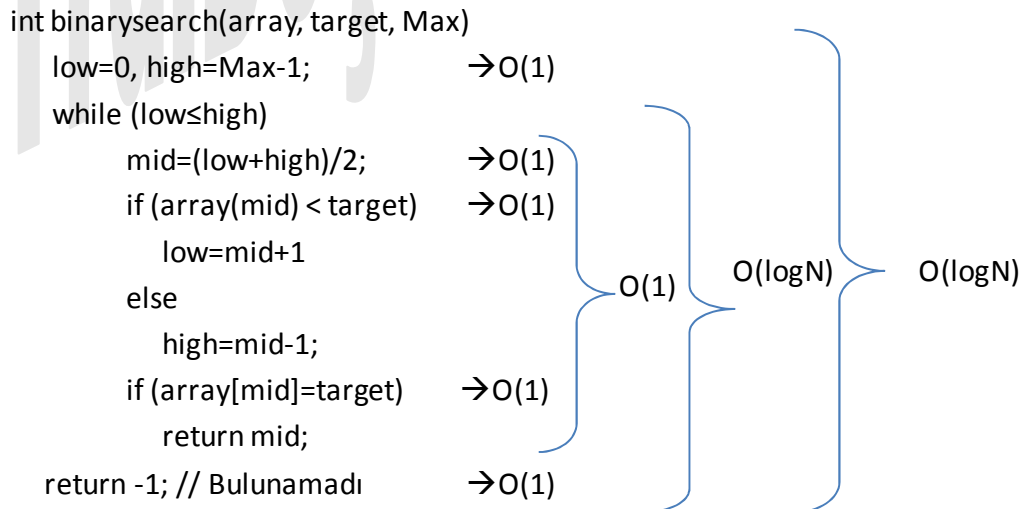 int binarysearch(array, target, Max)
low=0, high=Max-1; →O(1)
while (low≤high)
mid=(low+high)/2; →O(1)
if (array(mid) < target) →O(1)
low=mid+1
else
high=mid-1;
if (array[mid]=target) →O(1)
return mid;
return -1; // Bulunamadı →O(1)
O(1)
O(logN)
O(logN)